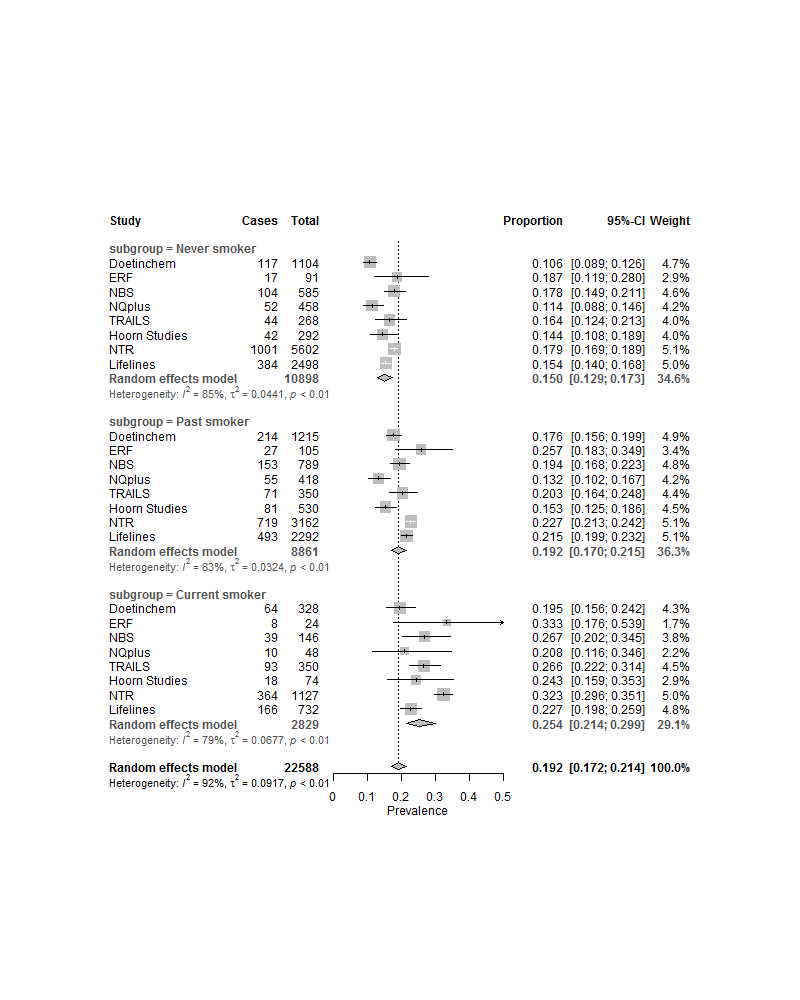 Study Cases Total Proportion 95%-CI Weight
subgroup = Never smoker
Doetinchem 117 1104 0.106 [0.089; 0.126] 4.7%
ERF 17 91 0.187 [0.119; 0.280] 2.9%
NBS 104 585 0.178 [0.149; 0.211] 4.6%
NQplus 52 458 0.114 [0.088; 0.146] 4.2%
TRAILS 44 268 0.164 [0.124; 0.213] 4.0%
Hoorn Studies 42 292 0.144 [0.108; 0.189] 4.0%
NTR 1001 5602 0.179 [0.169; 0.189] 5.1%
Lifelines 384 2498 0.154 [0.140; 0.168] 5.0%
Random effects model 10898 0.150 [0.129; 0.173] 34.6%
Heterogeneity: I² = 85%, τ² = 0.0441, p < 0.01
subgroup = Past smoker
Doetinchem 214 1215 0.176 [0.156; 0.199] 4.9%
ERF 27 105 0.257 [0.183; 0.349] 3.4%
NBS 153 789 0.194 [0.168; 0.223] 4.8%
NQplus 55 418 0.132 [0.102; 0.167] 4.2%
TRAILS 71 350 0.203 [0.164; 0.248] 4.4%
Hoorn Studies 81 530 0.153 [0.125; 0.186] 4.5%
NTR 719 3162 0.227 [0.213; 0.242] 5.1%
Lifelines 493 2292 0.215 [0.199; 0.232] 5.1%
Random effects model 8861 0.192 [0.170; 0.215] 36.3%
Heterogeneity: I² = 83%, τ² = 0.0324, p < 0.01
subgroup = Current smoker
Doetinchem 64 328 0.195 [0.156; 0.242] 4.3%
ERF 8 24 0.333 [0.176; 0.539] 1.7%
NBS 39 146 0.267 [0.202; 0.345] 3.8%
NQplus 10 48 0.208 [0.116; 0.346] 2.2%
TRAILS 93 350 0.266 [0.222; 0.314] 4.5%
Hoorn Studies 18 74 0.243 [0.159; 0.353] 2.9%
NTR 364 1127 0.323 [0.296; 0.351] 5.0%
Lifelines 166 732 0.227 [0.198; 0.259] 4.8%
Random effects model 2829 0.254 [0.214; 0.299] 29.1%
Heterogeneity: I² = 79%, τ² = 0.0677, p < 0.01
Random effects model 22588 0.192 [0.172; 0.214] 100.0%
Heterogeneity: I² = 92%, τ² = 0.0917, p < 0.01
0 0.1 0.2 0.3 0.4 0.5
Prevalence